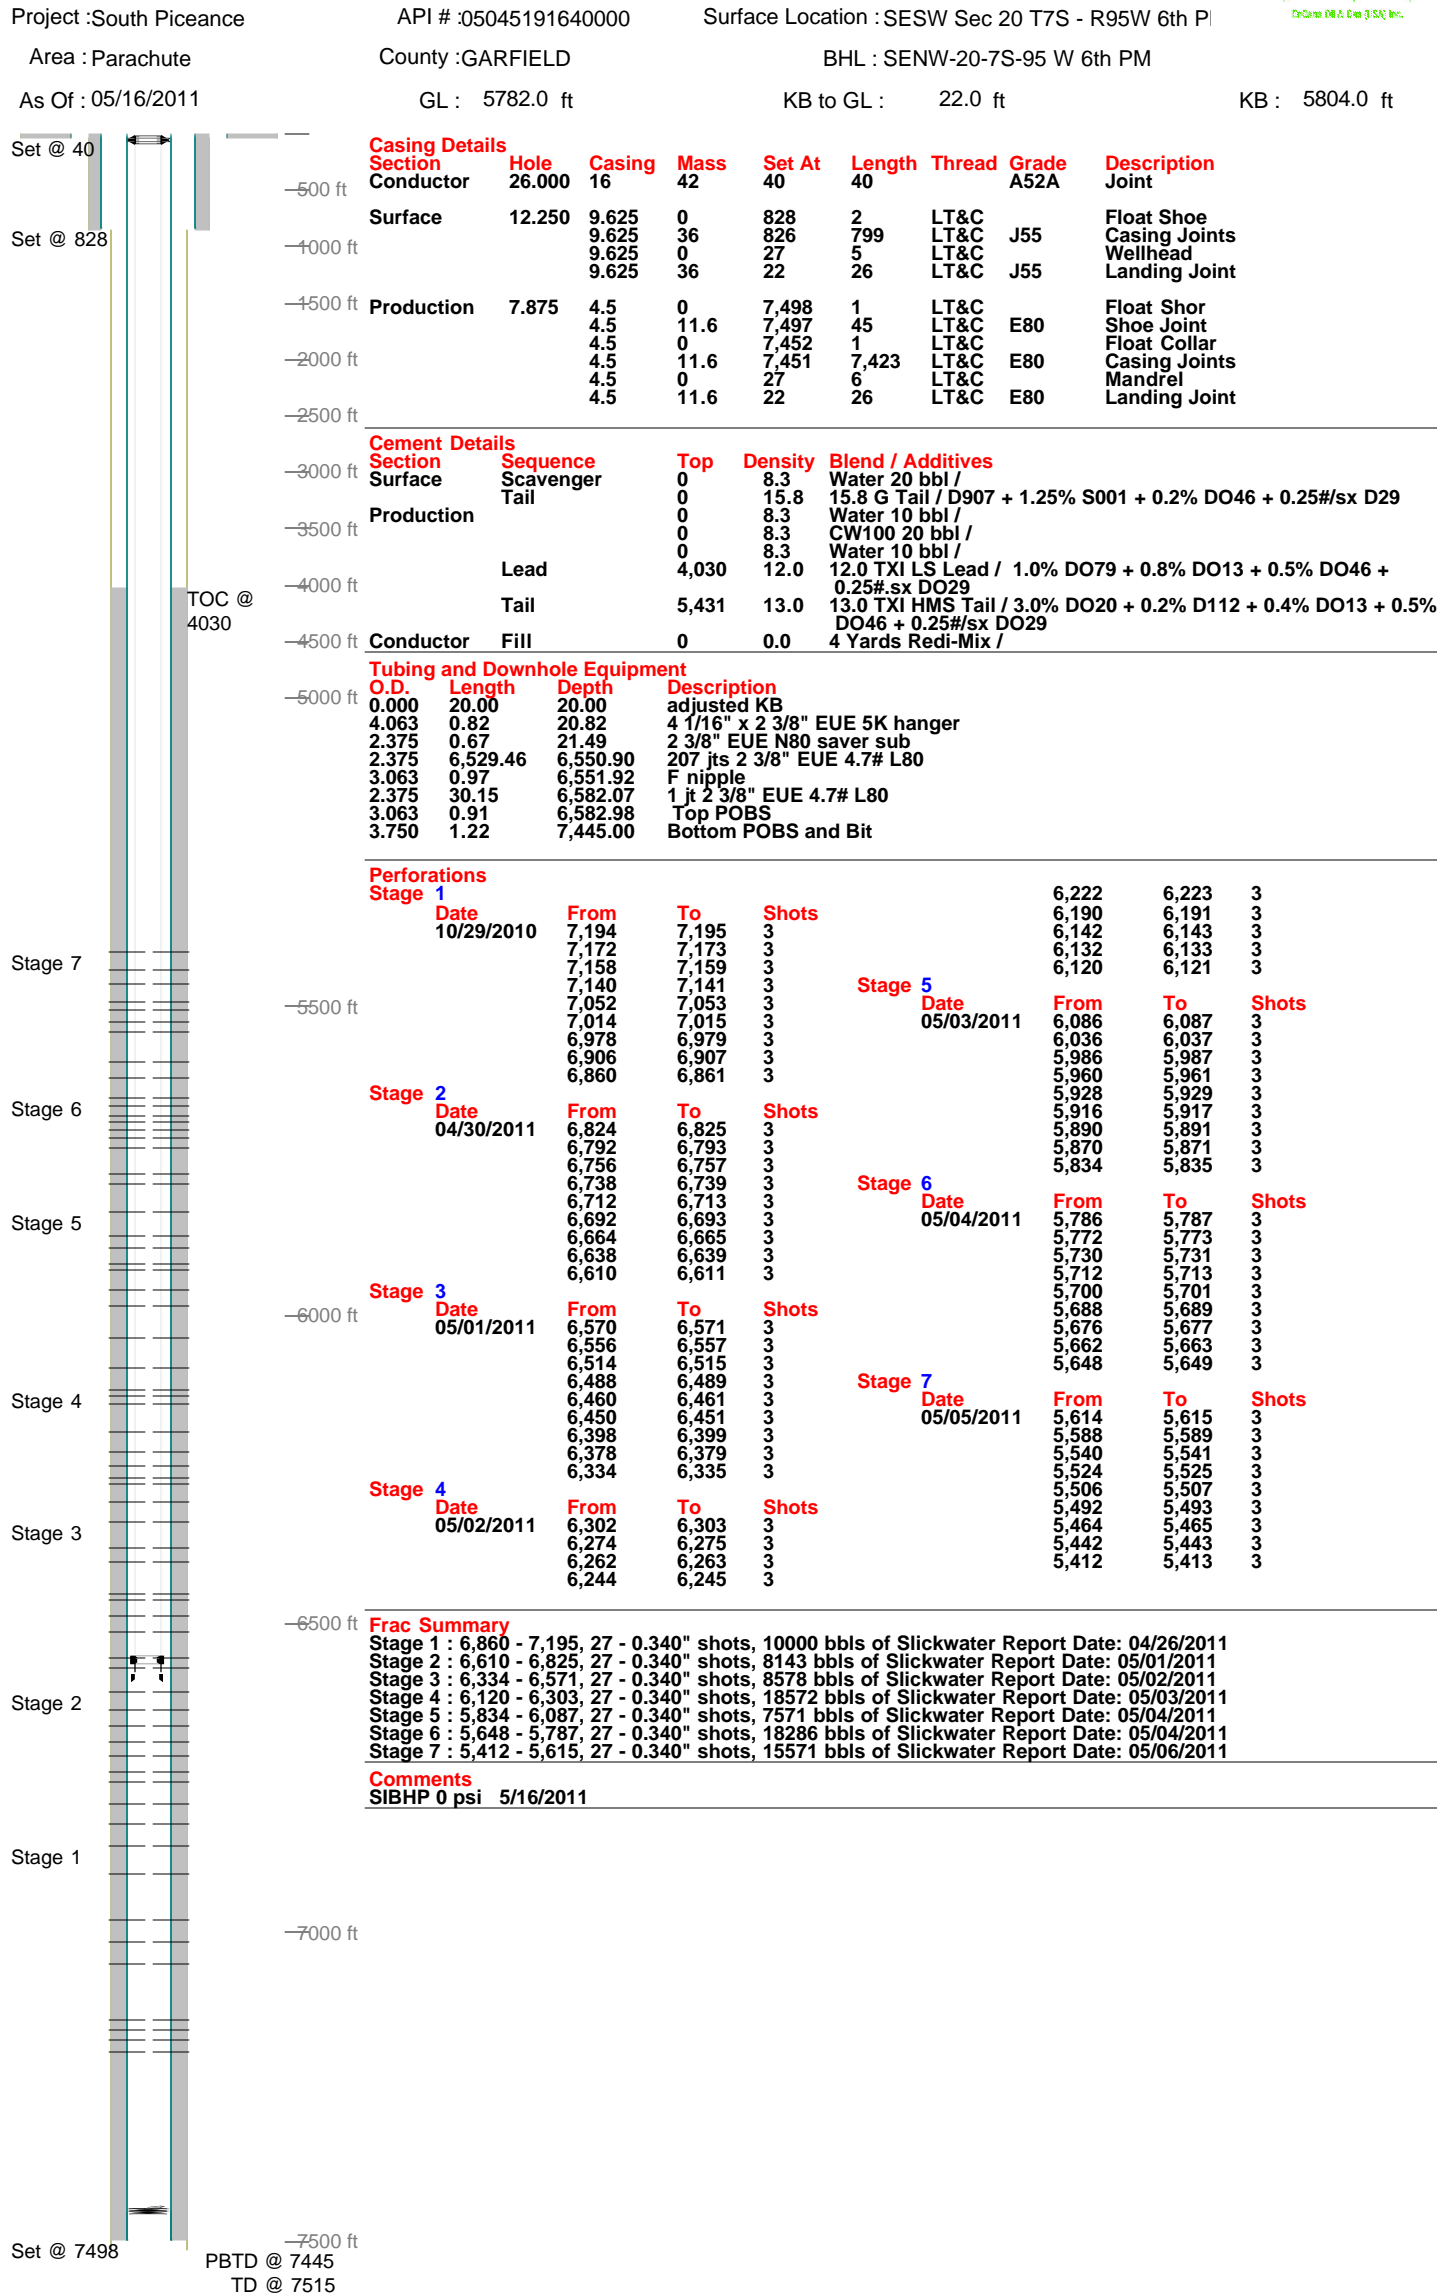 Project :South Piceance API # :05045191640000 Surface Location : SESW Sec 20 T7S - R95W 6th P
Area : Parachute County :GARFIELD BHL : SENW-20-7S-95 W 6th PM
As Of : 05/16/2011 GL : 5782.0 ft KB to GL : 22.0 ft KB : 5804.0 ft
Set @ 40
Set @ 828
TOC @
4030
Stage 7
Stage 6
Stage 5
Stage 4
Stage 3
Stage 2
Stage 1
Set @ 7498
PBTD @ 7445
TD @ 7515
500 ft
1000 ft
1500 ft
2000 ft
2500 ft
3000 ft
3500 ft
4000 ft
4500 ft
5000 ft
5500 ft
6000 ft
6500 ft
7000 ft
7500 ft
Casing Details
Section Hole Casing Mass Set At Length Thread Grade Description
Conductor 26.000 16 42 40 40 A52A Joint
Surface 12.250 9.625 0 828 2 LT&C Float Shoe
9.625 36 826 799 LT&C J55 Casing Joints
9.625 0 27 5 LT&C Wellhead
9.625 36 22 26 LT&C J55 Landing Joint
Production 7.875 4.5 0 7,498 1 LT&C Float Shor
4.5 11.6 7,497 45 LT&C E80 Shoe Joint
4.5 0 7,452 1 LT&C Float Collar
4.5 11.6 7,451 7,423 LT&C E80 Casing Joints
4.5 0 27 6 LT&C Mandrel
4.5 11.6 22 26 LT&C E80 Landing Joint
Cement Details
Section Sequence Top Density Blend / Additives
Surface Scavenger 0 8.3 Water 20 bbl /
Tail 0 15.8 15.8 G Tail / D907 + 1.25% S001 + 0.2% DO46 + 0.25#/sx D29
Production 0 8.3 Water 10 bbl /
0 8.3 CW100 20 bbl /
0 8.3 Water 10 bbl /
Lead 4,030 12.0 12.0 TXI LS Lead / 1.0% DO79 + 0.8% DO13 + 0.5% DO46 +
0.25#.sx DO29
Tail 5,431 13.0 13.0 TXI HMS Tail / 3.0% DO20 + 0.2% D112 + 0.4% DO13 + 0.5%
DO46 + 0.25#/sx DO29
Conductor Fill 0 0.0 4 Yards Redi-Mix /
Tubing and Downhole Equipment
O.D. Length Depth Description
0.000 20.00 20.00 adjusted KB
4.063 0.82 20.82 4 1/16" x 2 3/8" EUE 5K hanger
2.375 0.67 21.49 2 3/8" EUE N80 saver sub
2.375 6,529.46 6,550.90 207 jts 2 3/8" EUE 4.7# L80
3.063 0.97 6,551.92 F nipple
2.375 30.15 6,582.07 1 jt 2 3/8" EUE 4.7# L80
3.063 0.91 6,582.98 Top POBS
3.750 1.22 7,445.00 Bottom POBS and Bit
Perforations
Stage 1
Date From To Shots
10/29/2010 7,194 7,195 3
7,172 7,173 3
7,158 7,159 3
7,140 7,141 3
7,052 7,053 3
7,014 7,015 3
6,978 6,979 3
6,906 6,907 3
6,860 6,861 3
Stage 2
Date From To Shots
04/30/2011 6,824 6,825 3
6,792 6,793 3
6,756 6,757 3
6,738 6,739 3
6,712 6,713 3
6,692 6,693 3
6,664 6,665 3
6,638 6,639 3
6,610 6,611 3
Stage 3
Date From To Shots
05/01/2011 6,570 6,571 3
6,556 6,557 3
6,514 6,515 3
6,488 6,489 3
6,460 6,461 3
6,450 6,451 3
6,398 6,399 3
6,378 6,379 3
6,334 6,335 3
Stage 4
Date From To Shots
05/02/2011 6,302 6,303 3
6,274 6,275 3
6,262 6,263 3
6,244 6,245 3
6,222 6,223 3
6,190 6,191 3
6,142 6,143 3
6,132 6,133 3
6,120 6,121 3
Stage 5
Date From To Shots
05/03/2011 6,086 6,087 3
6,036 6,037 3
5,986 5,987 3
5,960 5,961 3
5,928 5,929 3
5,916 5,917 3
5,890 5,891 3
5,870 5,871 3
5,834 5,835 3
Stage 6
Date From To Shots
05/04/2011 5,786 5,787 3
5,772 5,773 3
5,730 5,731 3
5,712 5,713 3
5,700 5,701 3
5,688 5,689 3
5,676 5,677 3
5,662 5,663 3
5,648 5,649 3
Stage 7
Date From To Shots
05/05/2011 5,614 5,615 3
5,588 5,589 3
5,540 5,541 3
5,524 5,525 3
5,506 5,507 3
5,492 5,493 3
5,464 5,465 3
5,442 5,443 3
5,412 5,413 3
Frac Summary
Stage 1 : 6,860 - 7,195, 27 - 0.340" shots, 10000 bbls of Slickwater Report Date: 04/26/2011
Stage 2 : 6,610 - 6,825, 27 - 0.340" shots, 8143 bbls of Slickwater Report Date: 05/01/2011
Stage 3 : 6,334 - 6,571, 27 - 0.340" shots, 8578 bbls of Slickwater Report Date: 05/02/2011
Stage 4 : 6,120 - 6,303, 27 - 0.340" shots, 18572 bbls of Slickwater Report Date: 05/03/2011
Stage 5 : 5,834 - 6,087, 27 - 0.340" shots, 7571 bbls of Slickwater Report Date: 05/04/2011
Stage 6 : 5,648 - 5,787, 27 - 0.340" shots, 18286 bbls of Slickwater Report Date: 05/04/2011
Stage 7 : 5,412 - 5,615, 27 - 0.340" shots, 15571 bbls of Slickwater Report Date: 05/06/2011
Comments
SIBHP 0 psi 5/16/2011